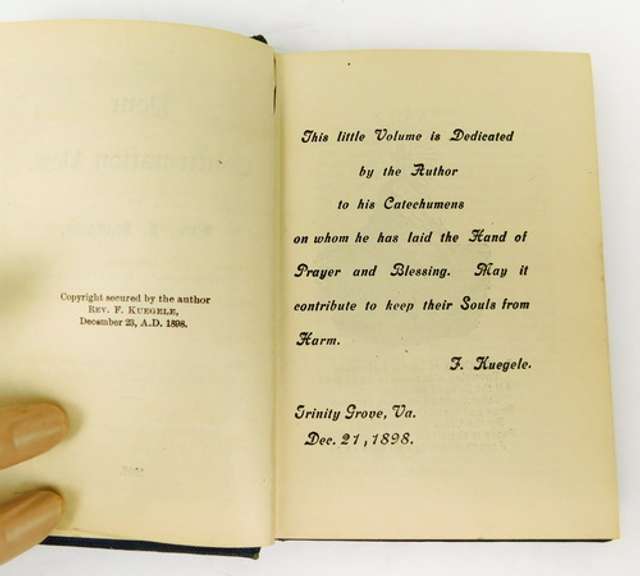 Copyright secured by the author
REV. F. KUEGELE,
December 23, A.D. 1898.
This little Volume is Dedicated
by the Author
to his Catechumens
on whom he has laid the Hand of
Prayer and Blessing. May it
contribute to keep their Souls from
Harm.
F. Kuegele.
Trinity Grove, Va.
Dec. 21, 1898.